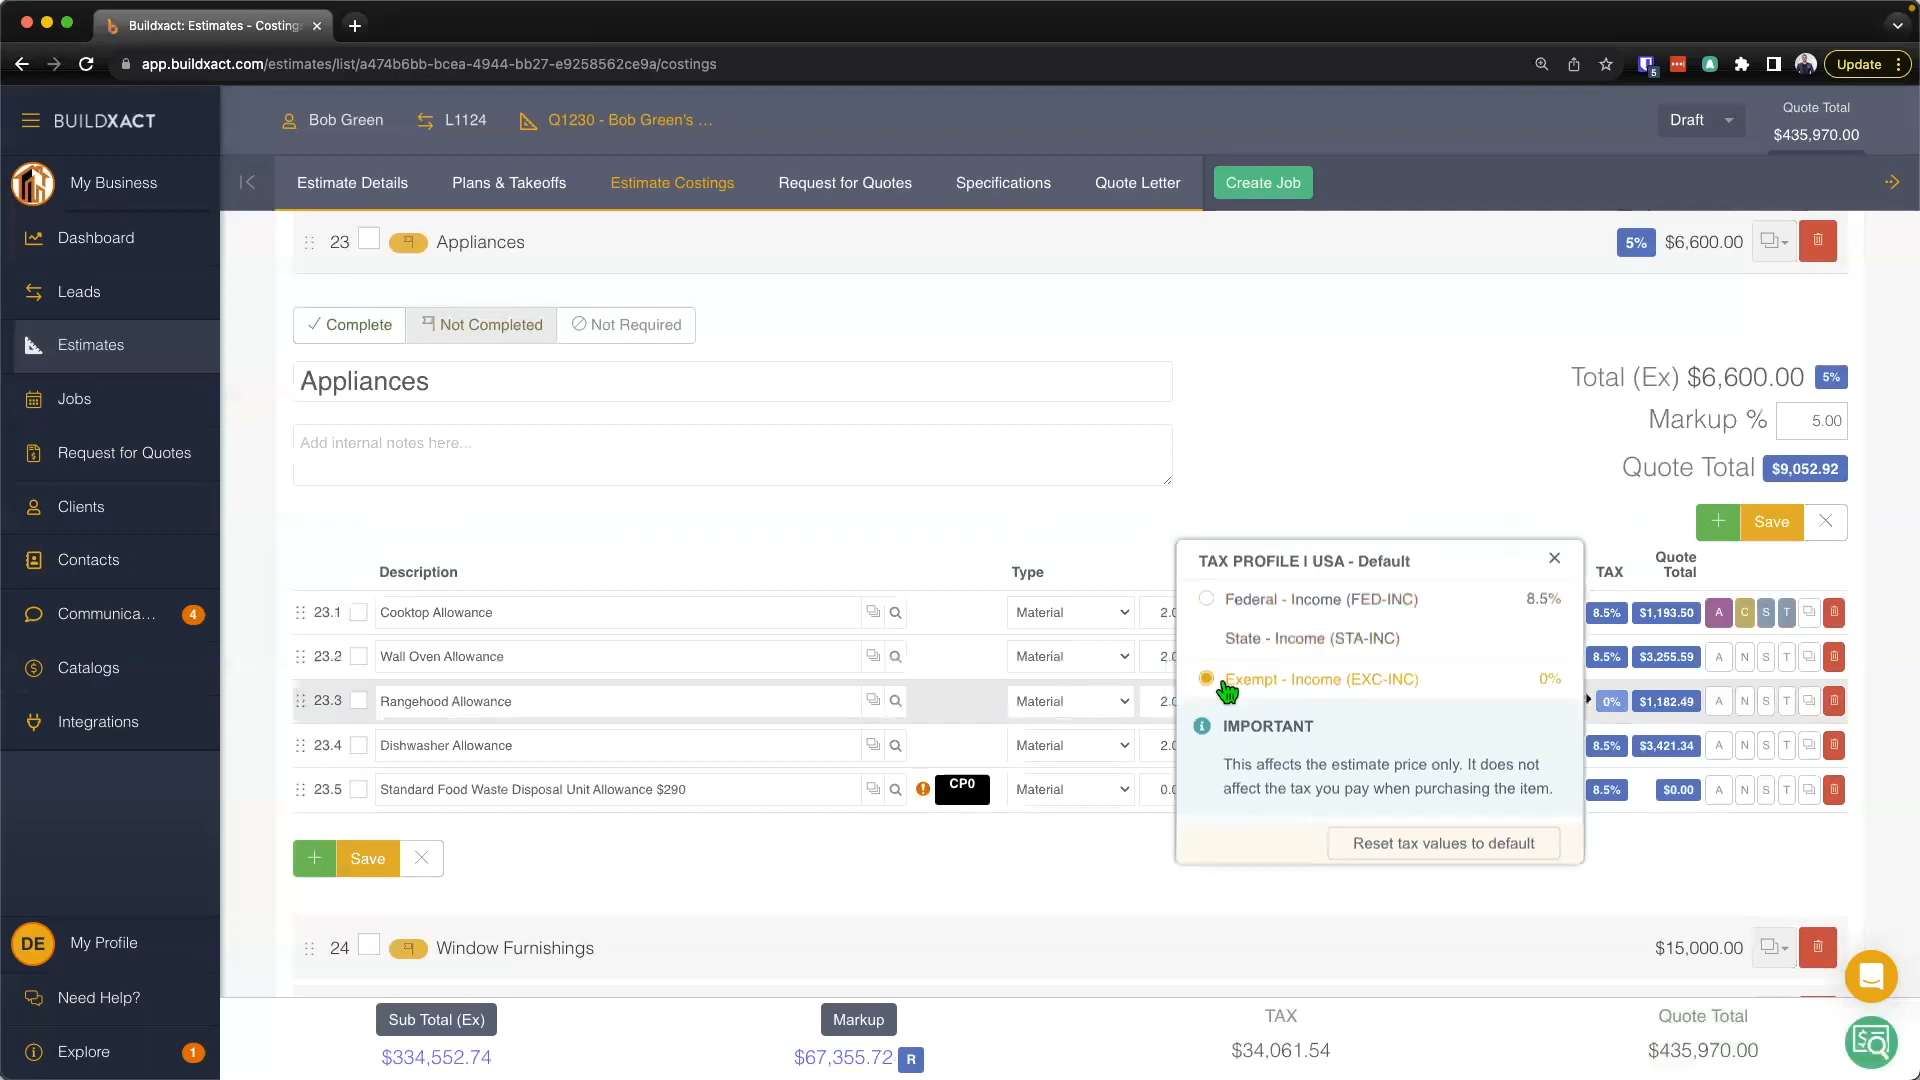 Buildxact: Estimates - Costing
app.buildxact.com/estimates/list/a474b6bb-bcea-4944-bb27-e9258562ce9a/costings
5
Update
BUILDXACT
Bob Green
L1124
Q1230 - Bob Green's ...
Draft
Quote Total
$435,970.00
My Business
Estimate Details
Plans & Takeoffs
Estimate Costings
Request for Quotes
Specifications
Quote Letter
Create Job
Dashboard
Leads
Estimates
Jobs
Request for Quotes
Clients
Contacts
Communica... 4
Catalogs
Integrations
DE My Profile
Need Help?
Explore 1
23 Appliances 5% $6,600.00
Complete
Not Completed
Not Required
Appliances
Add internal notes here...
Total (Ex) $6,600.00 5%
Markup % 5.00
Quote Total $9,052.92
+ Save
Description Type TAX Quote
Total
23.1 Cooktop Allowance Material 2.0 8.5% $1,193.50 A C S T
23.2 Wall Oven Allowance Material 2.0 8.5% $3,255.59 A N S T
23.3 Rangehood Allowance Material 2.0 0% $1,182.49 A N S T
23.4 Dishwasher Allowance Material 2.0 8.5% $3,421.34 A N S T
23.5 Standard Food Waste Disposal Unit Allowance $290 CP0 Material 0.0 8.5% $0.00 A N S T
TAX PROFILE | USA - Default
Federal - Income (FED-INC) 8.5%
State - Income (STA-INC)
Exempt - Income (EXC-INC) 0%
IMPORTANT
This affects the estimate price only. It does not
affect the tax you pay when purchasing the item.
Reset tax values to default
+ Save
24 Window Furnishings $15,000.00
Sub Total (Ex) Markup TAX Quote Total
$334,552.74 $67,355.72 R $34,061.54 $435,970.00